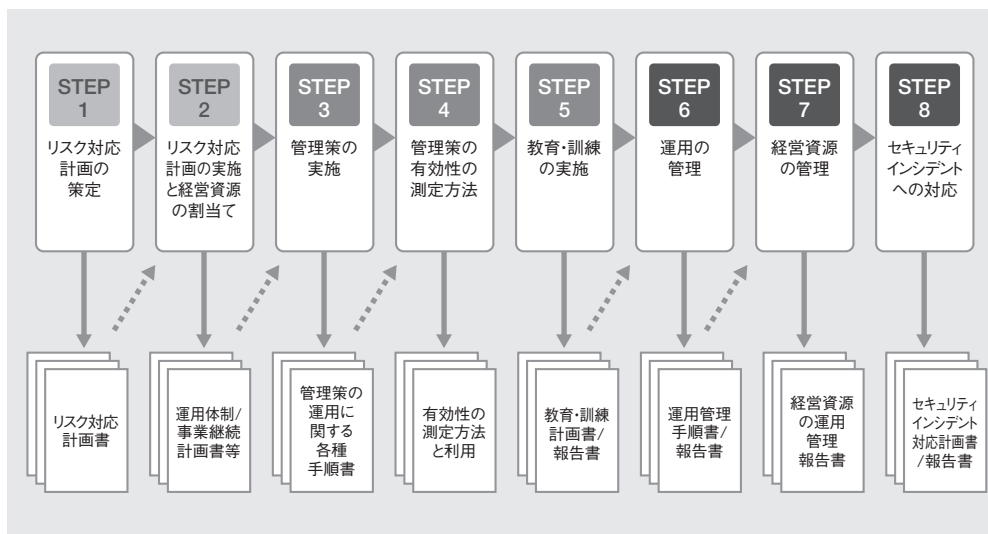 STEP
1
リスク対応
計画の
策定
STEP
2
リスク対応
計画の実施
と経営資源
の割当て
STEP
3
管理策の
実施
STEP
4
管理策の
有効性の
測定方法
STEP
5
教育・訓練
の実施
STEP
6
運用の
管理
STEP
7
経営資源
の管理
STEP
8
セキュリティ
インシデント
への対応
リスク対応
計画書
運用体制/
事業継続
計画書等
管理策の
運用に
関する
各種
手順書
有効性の
測定方法
と利用
教育・訓練
計画書/
報告書
運用管理
手順書/
報告書
経営資源
の運用
管理
報告書
セキュリティ
インシデント
対応計画書
/報告書